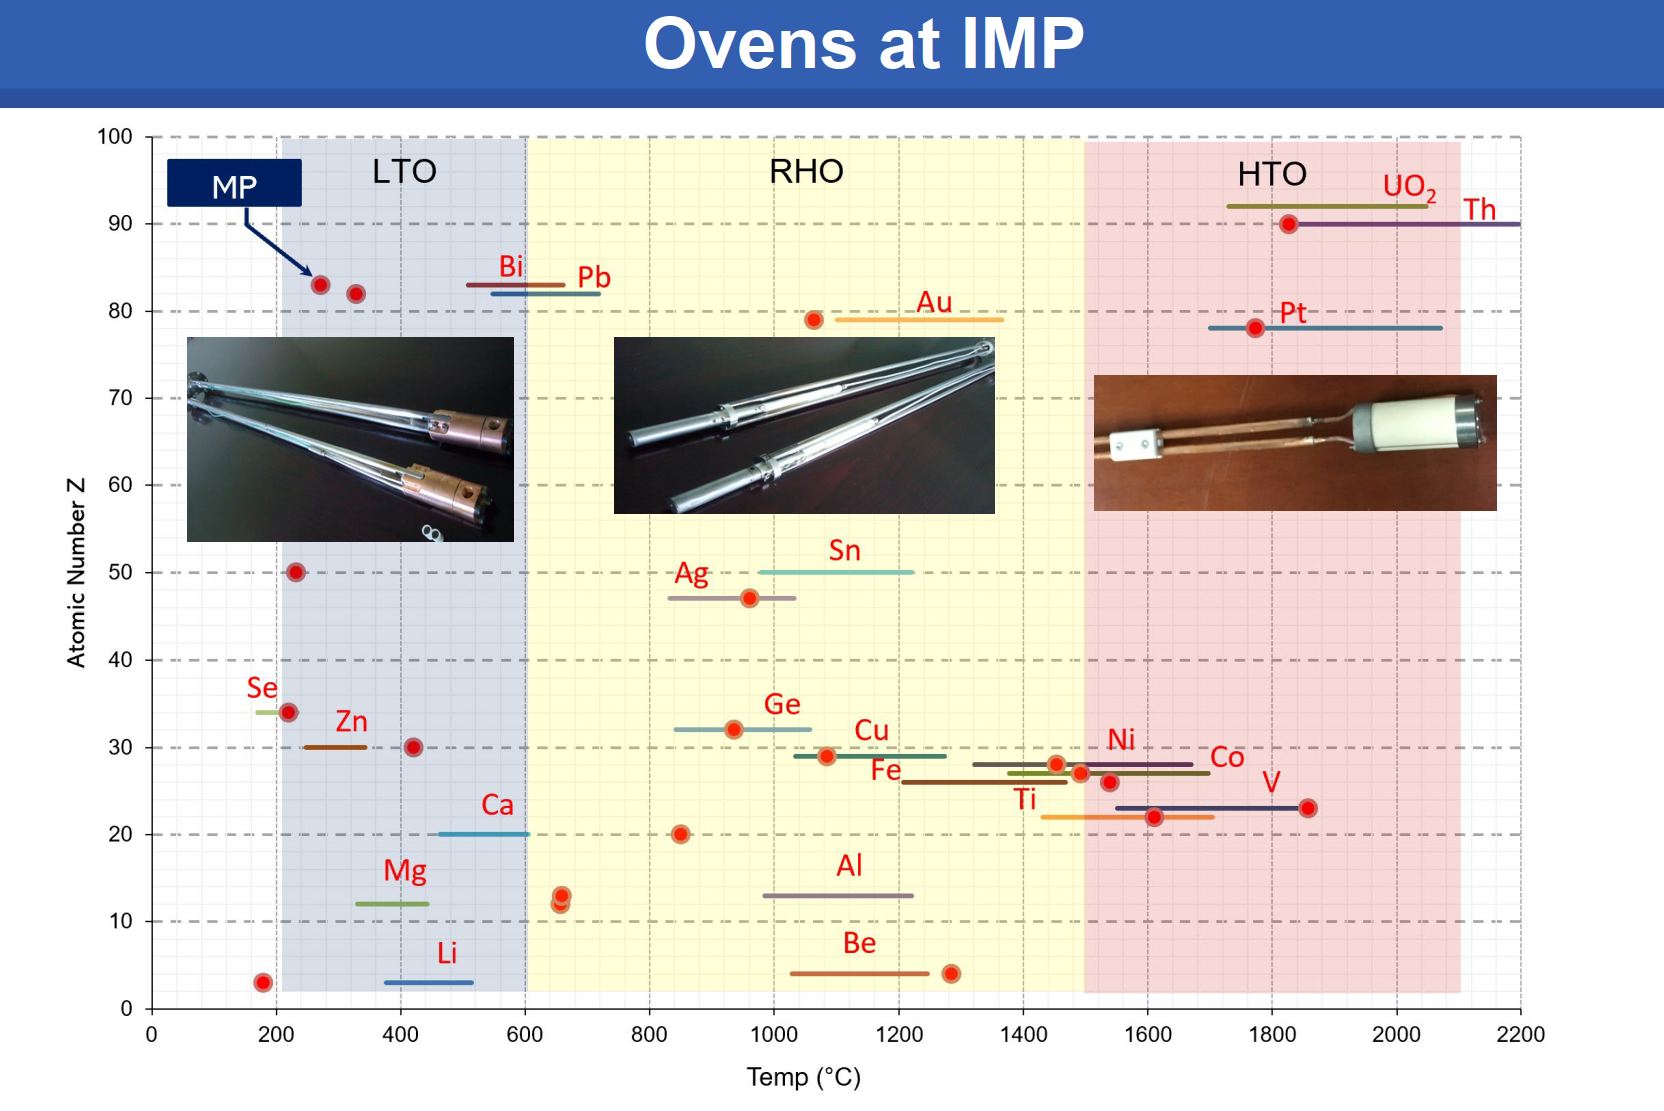 Ovens at IMP
100
90
80
70
60
50
40
30
20
10
0
Atomic Number Z
MP
LTO
RHO
HTO
UO₂
Th
Bi
Pb
Au
Pt
Sn
Ag
Se
Zn
Ge
Cu
Fe
Ni
Co
V
Ti
Ca
Mg
Al
Li
Be
0 200 400 600 800 1000 1200 1400 1600 1800 2000 2200
Temp (°C)